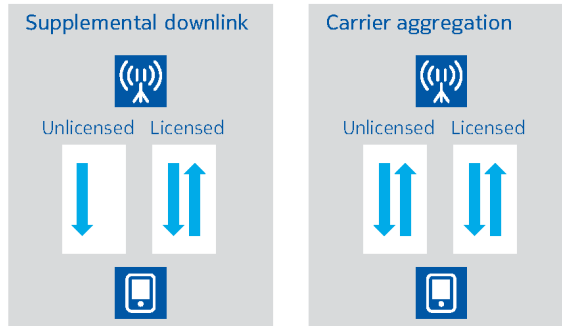 Supplemental downlink
Unlicensed Licensed
Carrier aggregation
Unlicensed Licensed